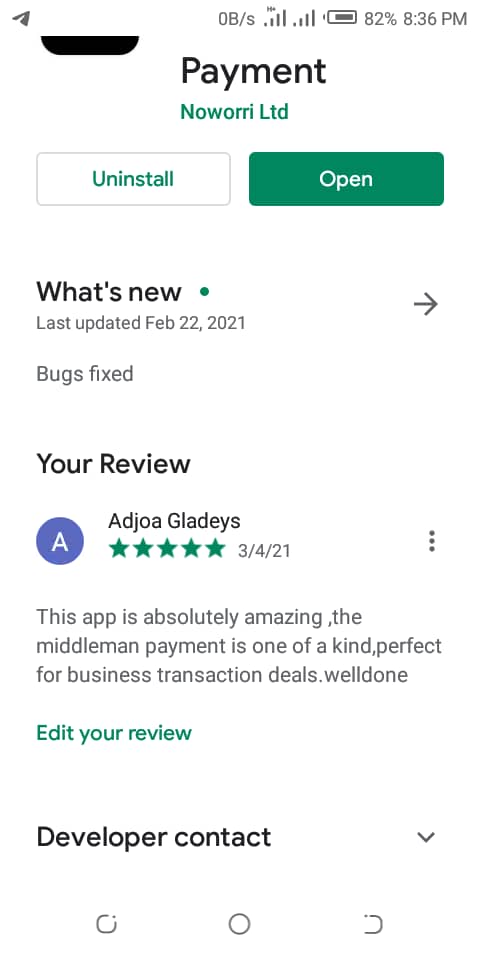 0B/s H+ 82% 8:36 PM
Payment
Noworri Ltd
Uninstall
Open
What's new
Last updated Feb 22, 2021
Bugs fixed
Your Review
A
Adjoa Gladeys
3/4/21
This app is absolutely amazing ,the
middleman payment is one of a kind,perfect
for business transaction deals.welldone
Edit your review
Developer contact